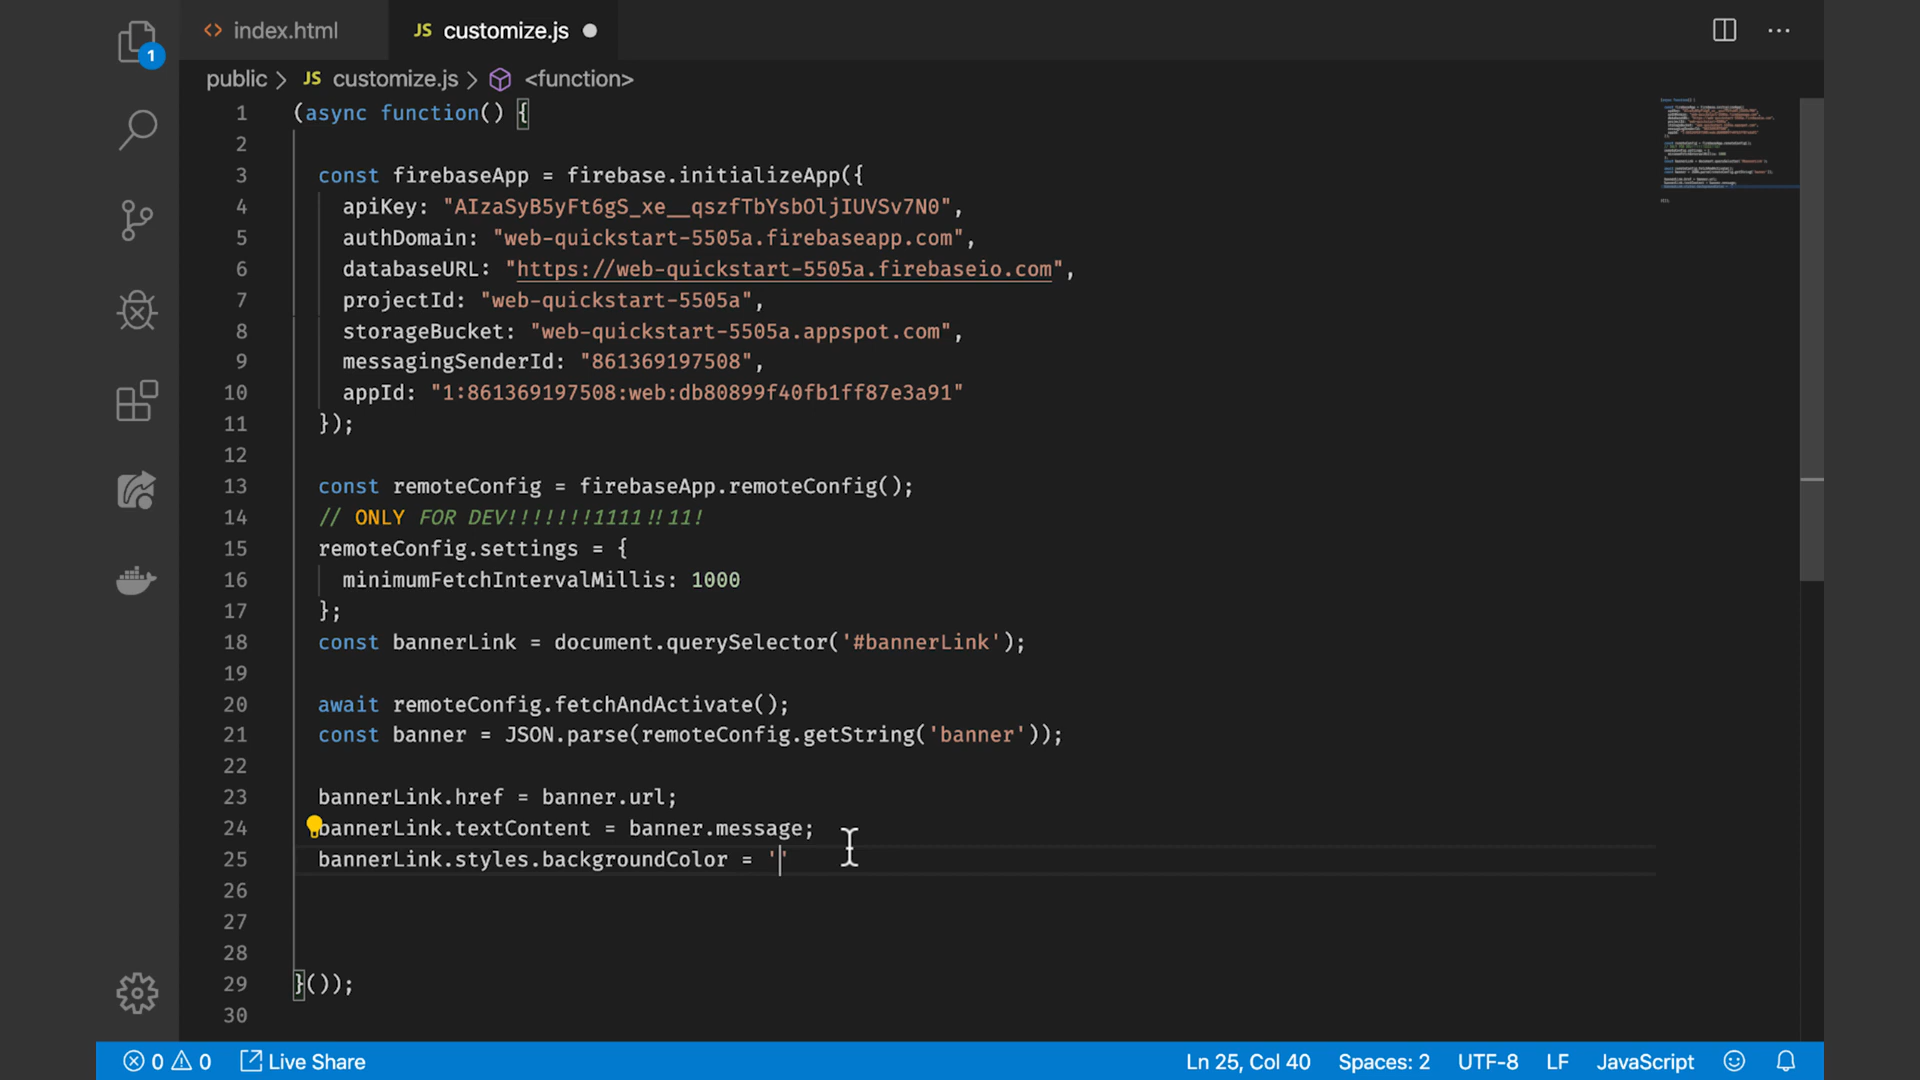 <> index.html
JS customize.js
1
public > JS customize.js > <function>
1 (async function() {
2
3 const firebaseApp = firebase.initializeApp({
4 apiKey: "AIzaSyB5yFt6gS_xe__qszfTbYsbOljIUVSv7N0",
5 authDomain: "web-quickstart-5505a.firebaseapp.com",
6 databaseURL: "https://web-quickstart-5505a.firebaseio.com",
7 projectId: "web-quickstart-5505a",
8 storageBucket: "web-quickstart-5505a.appspot.com",
9 messagingSenderId: "861369197508",
10 appId: "1:861369197508:web:db80899f40fb1ff87e3a91"
11 });
12
13 const remoteConfig = firebaseApp.remoteConfig();
14 // ONLY FOR DEV!!!!!!!1111!!11!
15 remoteConfig.settings = {
16 minimumFetchIntervalMillis: 1000
17 };
18 const bannerLink = document.querySelector('#bannerLink');
19
20 await remoteConfig.fetchAndActivate();
21 const banner = JSON.parse(remoteConfig.getString('banner'));
22
23 bannerLink.href = banner.url;
24 bannerLink.textContent = banner.message;
25 bannerLink.styles.backgroundColor = ''
26
27
28
29 }());
30
0 0 Live Share
Ln 25, Col 40 Spaces: 2 UTF-8 LF JavaScript